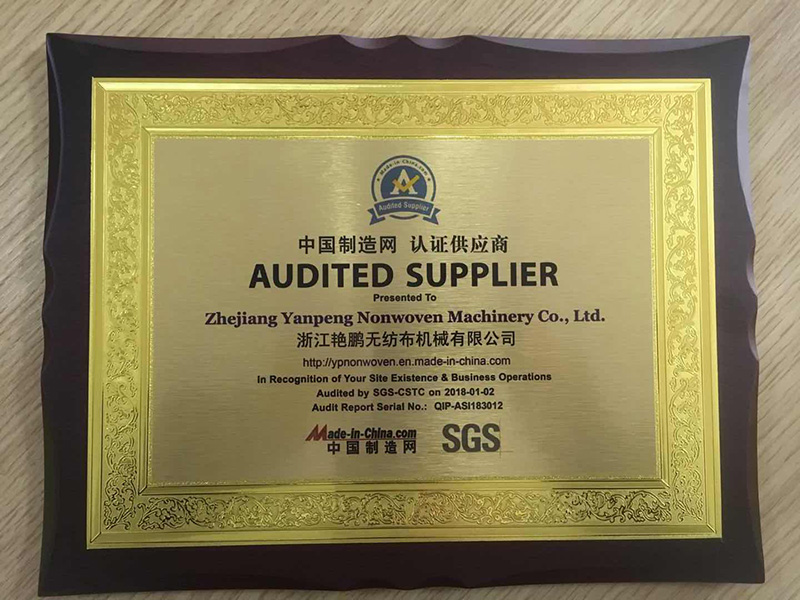 Made-in-China.com
Audited Supplier
中国制造网 认证供应商
AUDITED SUPPLIER
Presented To
Zhejiang Yanpeng Nonwoven Machinery Co., Ltd.
浙江艳鹏无纺布机械有限公司
http://ypnonwoven.en.made-in-china.com
In Recognition of Your Site Existence & Business Operations
Audited by SGS-CSTC on 2018-01-02
Audit Report Serial No.: QIP-ASI183012
Made-in-China.com
中国制造网
SGS